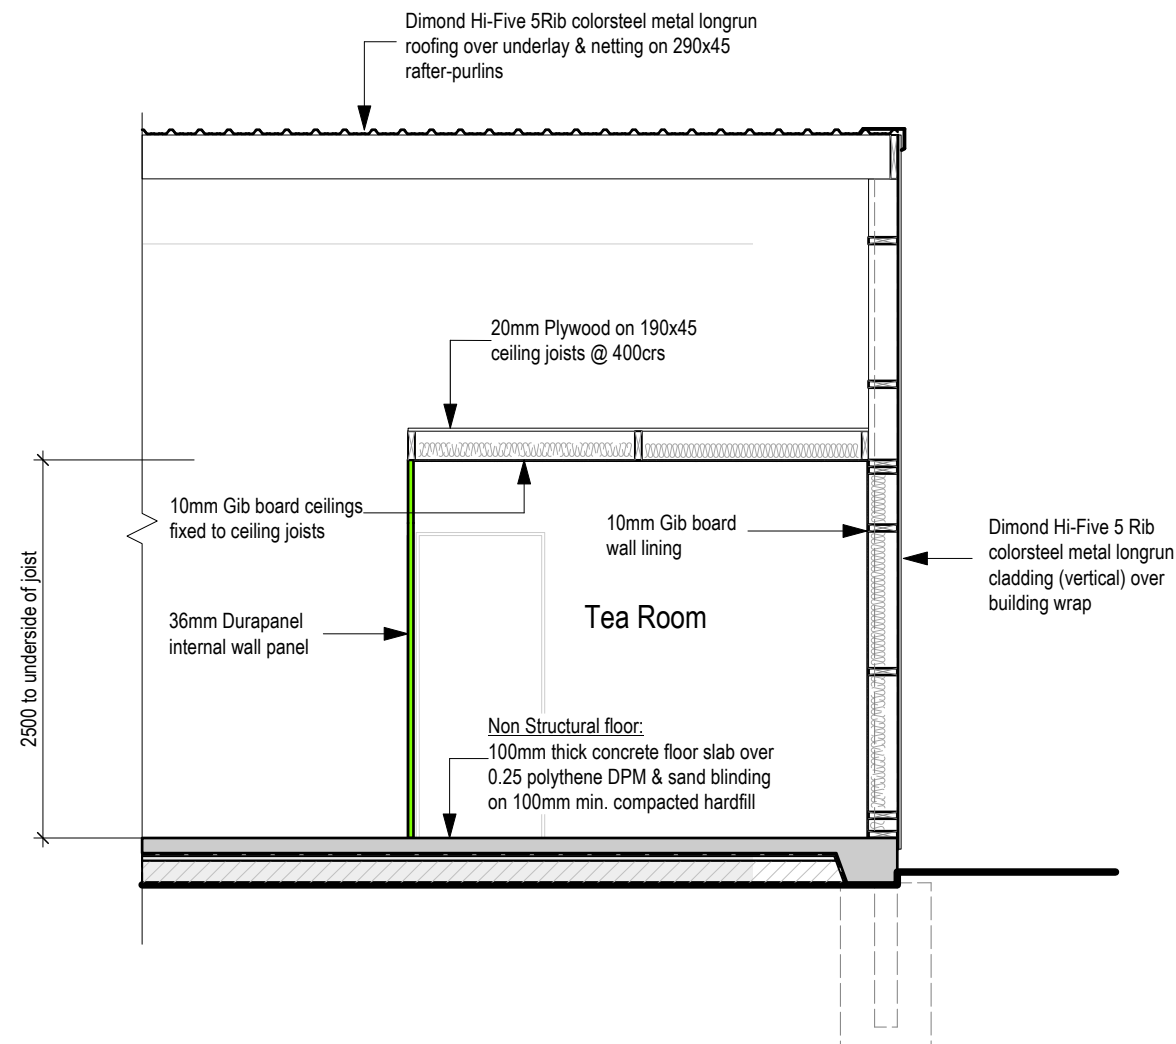 Dimond Hi-Five 5Rib colorsteel metal longrun
roofing over underlay & netting on 290x45
rafter-purlins
20mm Plywood on 190x45
ceiling joists @ 400crs
10mm Gib board ceilings
fixed to ceiling joists
10mm Gib board
wall lining
Dimond Hi-Five 5 Rib
colorsteel metal longrun
cladding (vertical) over
building wrap
2500 to underside of joist
36mm Durapanel
internal wall panel
Tea Room
Non Structural floor:
100mm thick concrete floor slab over
0.25 polythene DPM & sand blinding
on 100mm min. compacted hardfill